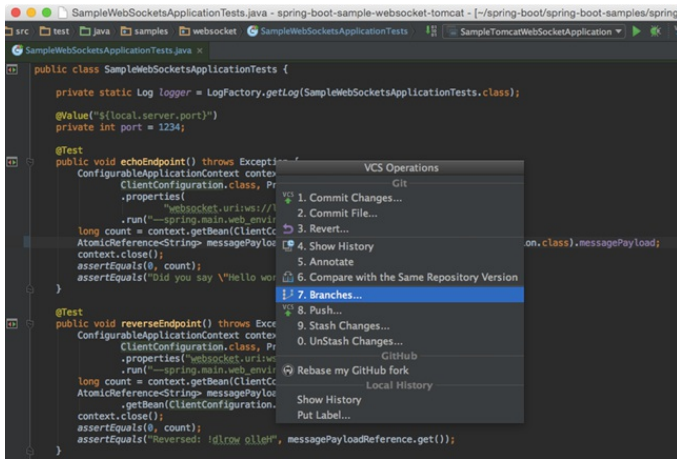 SampleWebSocketsApplicationTests.java - spring-boot-sample-websocket-tomcat - [~/spring-boot/spring-boot-samples/spring
src test java samples websocket SampleWebSocketsApplicationTests SampleTomcatWebSocketApplication
SampleWebSocketsApplicationTests.java ×
public class SampleWebSocketsApplicationTests {
private static Log logger = LogFactory.getLog(SampleWebSocketsApplicationTests.class);
@Value("${local.server.port}")
private int port = 1234;
@Test
public void echoEndpoint() throws Exception {
ConfigurableApplicationContext contex
ClientConfiguration.class, Pr
.properties(
"websocket.uri:ws://l
.run("--spring.main.web_envir
long count = context.getBean(ClientCo
AtomicReference<String> messagePayloa on.class).messagePayload;
context.close();
assertEquals(0, count);
assertEquals("Did you say \"Hello wor
}
@Test
public void reverseEndpoint() throws Exce
ConfigurableApplicationContext contex
ClientConfiguration.class, Pr
.properties("websocket.uri:ws
.run("--spring.main.web_envir
long count = context.getBean(ClientCo
AtomicReference<String> messagePayloa
.getBean(ClientConfiguration.
context.close();
assertEquals(0, count);
assertEquals("Reversed: !dlrow olleH", messagePayloadReference.get());
}
VCS Operations
Git
VCS 1. Commit Changes...
2. Commit File...
3. Revert...
4. Show History
5. Annotate
6. Compare with the Same Repository Version
7. Branches...
VCS 8. Push...
9. Stash Changes...
0. UnStash Changes...
GitHub
Rebase my GitHub fork
Local History
Show History
Put Label...